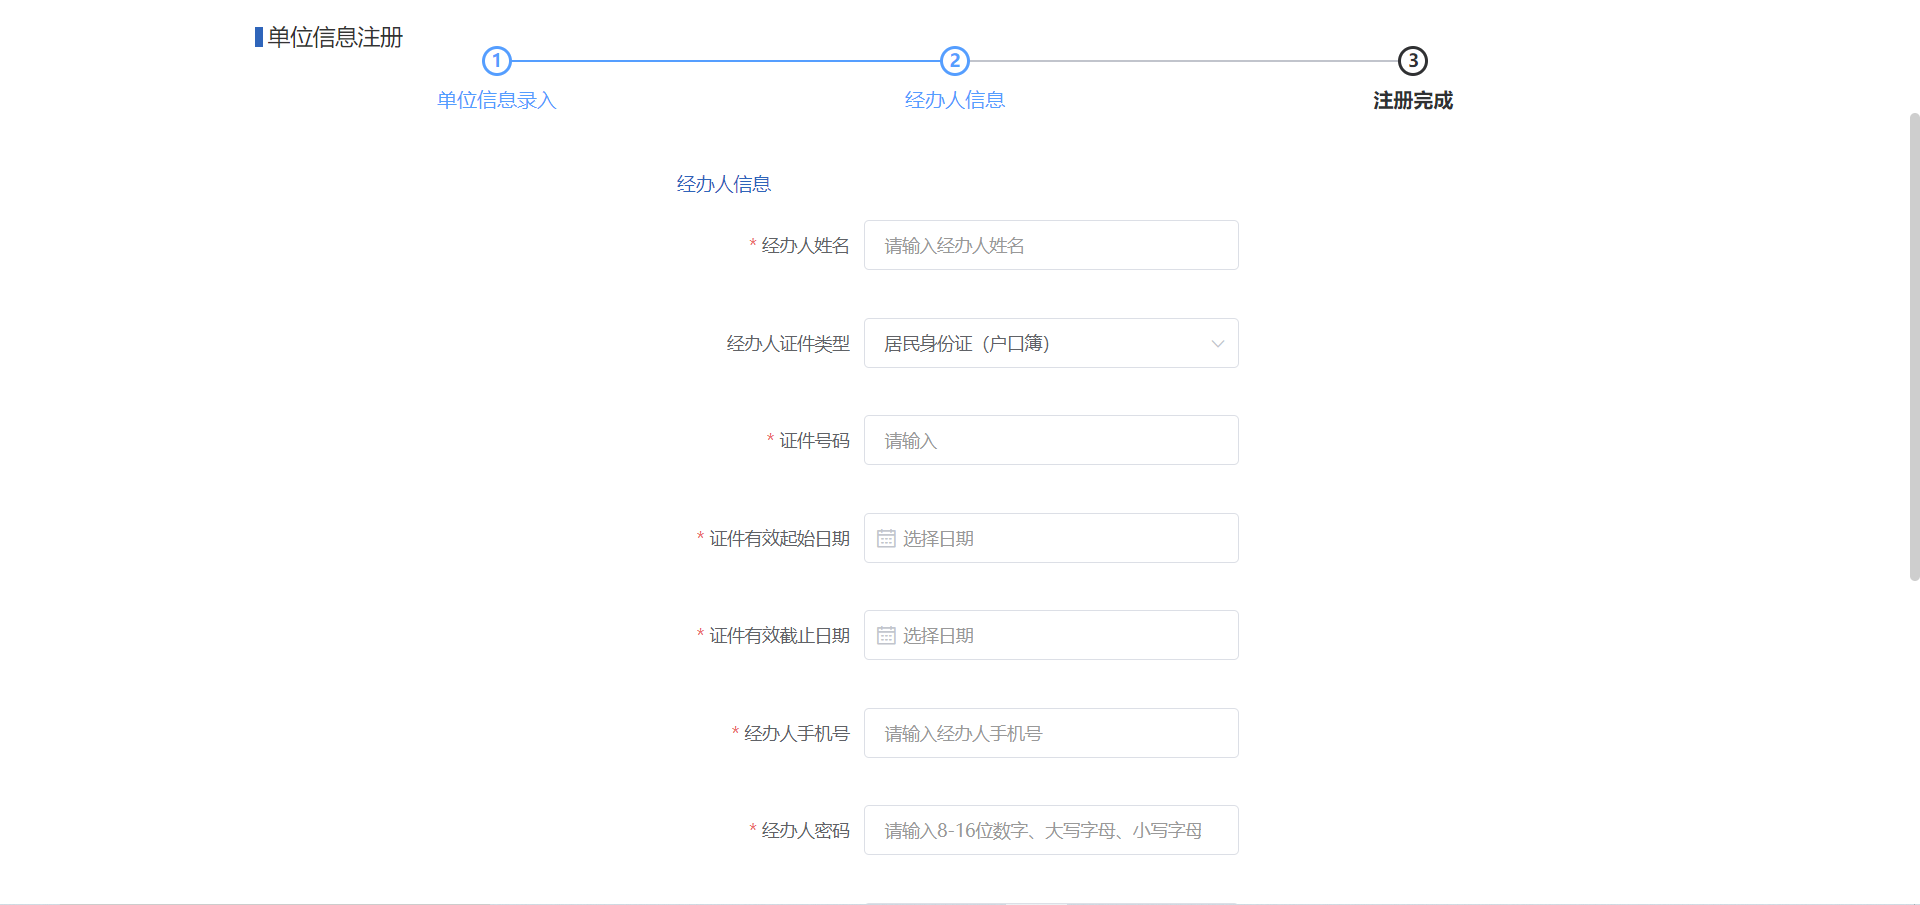 单位信息注册
1
2
3
单位信息录入
经办人信息
注册完成
经办人信息
* 经办人姓名 请输入经办人姓名
经办人证件类型 居民身份证（户口簿）
* 证件号码 请输入
* 证件有效起始日期 选择日期
* 证件有效截止日期 选择日期
* 经办人手机号 请输入经办人手机号
* 经办人密码 请输入8-16位数字、大写字母、小写字母